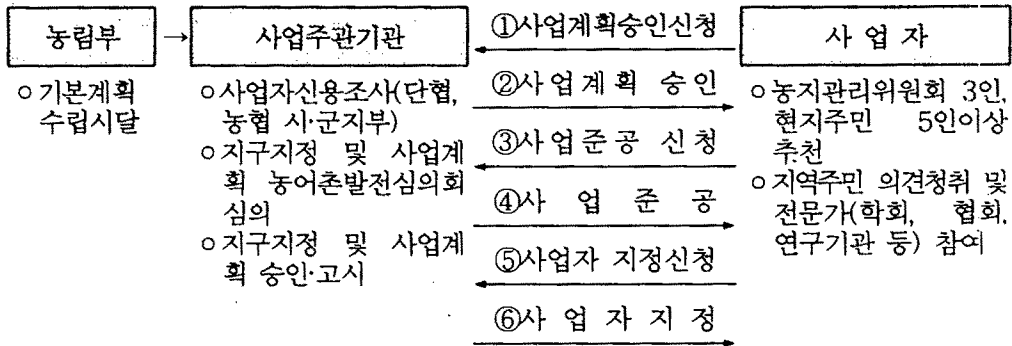 농림부 → 사업주관기관
사 업 자
○ 기본계획
수립시달
○ 사업자신용조사(단협,
농협 시·군지부)
○ 지구지정 및 사업계
획 농어촌발전심의회
심의
○ 지구지정 및 사업계
획 승인·고시
①사업계획승인신청
②사업계획 승인
③사업준공 신청
④사 업 준 공
⑤사업자 지정신청
⑥사 업 자 지 정
○ 농지관리위원회 3인,
현지주민 5인이상
추천
○ 지역주민 의견청취 및
전문가(학회, 협회,
연구기관 등) 참여